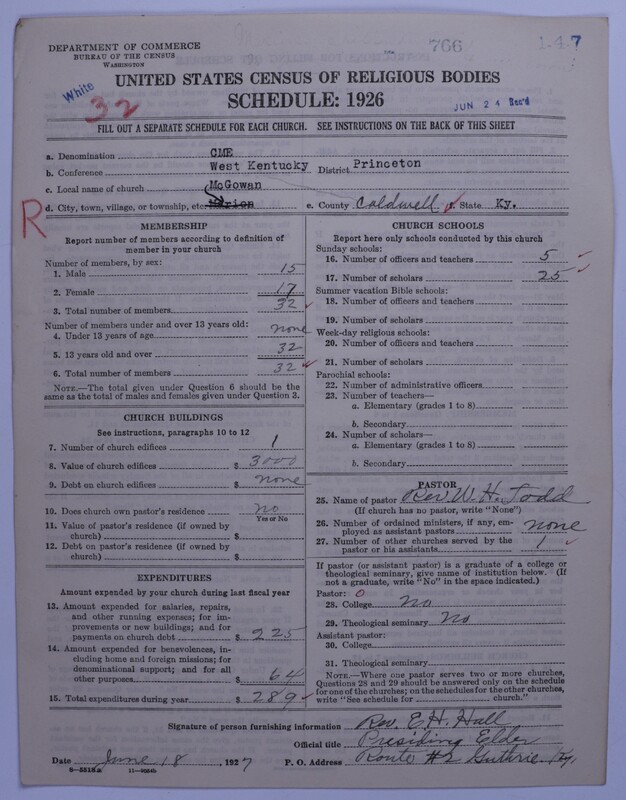 DEPARTMENT OF COMMERCE
BUREAU OF THE CENSUS
WASHINGTON
766
1-4-7
UNITED STATES CENSUS OF RELIGIOUS BODIES
White
32
SCHEDULE: 1926
JUN 24 Rec'd
FILL OUT A SEPARATE SCHEDULE FOR EACH CHURCH. SEE INSTRUCTIONS ON THE BACK OF THIS SHEET
a. Denomination CME
b. Conference West Kentucky District Princeton
c. Local name of church McGowan
R
d. City, town, village, or township, etc. Marion e. County Caldwell f. State Ky.
MEMBERSHIP
Report number of members according to definition of
member in your church
Number of members, by sex:
1. Male 15
2. Female 17
3. Total number of members 32
Number of members under and over 13 years old:
4. Under 13 years of age none
5. 13 years old and over 32
6. Total number of members 32
NOTE.—The total given under Question 6 should be the
same as the total of males and females given under Question 3.
CHURCH BUILDINGS
See instructions, paragraphs 10 to 12
7. Number of church edifices 1
8. Value of church edifices $ 3000
9. Debt on church edifices $ none
10. Does church own pastor's residence no
Yes or No
11. Value of pastor's residence (if owned by
church) $
12. Debt on pastor's residence (if owned by
church) $
EXPENDITURES
Amount expended by your church during last fiscal year
13. Amount expended for salaries, repairs,
and other running expenses; for im-
provements or new buildings; and for
payments on church debt $ 225
14. Amount expended for benevolences, in-
cluding home and foreign missions; for
denominational support; and for all
other purposes $ 64
15. Total expenditures during year $ 289
CHURCH SCHOOLS
Report here only schools conducted by this church
Sunday schools:
16. Number of officers and teachers 5
17. Number of scholars 25
Summer vacation Bible schools:
18. Number of officers and teachers
19. Number of scholars
Week-day religious schools:
20. Number of officers and teachers
21. Number of scholars
Parochial schools:
22. Number of administrative officers
23. Number of teachers—
a. Elementary (grades 1 to 8)
b. Secondary
24. Number of scholars—
a. Elementary (grades 1 to 8)
b. Secondary
PASTOR
25. Name of pastor Rev W. H. Todd
(If church has no pastor, write "None")
26. Number of ordained ministers, if any, em-
ployed as assistant pastors none
27. Number of other churches served by the
pastor or his assistants 1
If pastor (or assistant pastor) is a graduate of a college or
theological seminary, give name of institution below. (If
not a graduate, write "No" in the space indicated.)
Pastor: 0
28. College no
29. Theological seminary No
Assistant pastor:
30. College
31. Theological seminary
NOTE.—Where one pastor serves two or more churches,
Questions 28 and 29 should be answered only on the schedule
for one of the churches; on the schedules for the other churches,
write "See schedule for church."
Signature of person furnishing information Rev. E. H. Hall
Official title Presiding Elder
Date June 18, 1927 P. O. Address Route #2 Guthrie Ky,